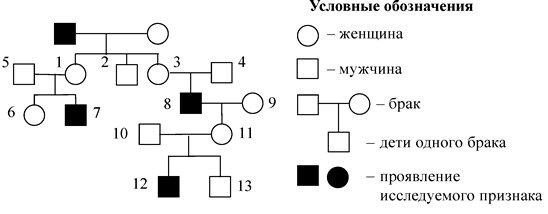 Условные обозначения
– женщина
– мужчина
– брак
– дети одного брака
– проявление
исследуемого признака
5 1 2 3 4
6 7 8 9
10 11
12 13